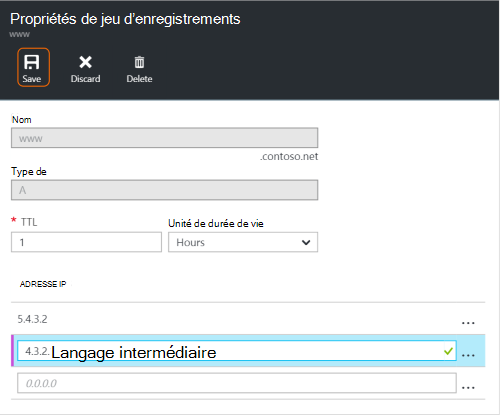 Propriétés de jeu d'enregistrements
www
Save Discard Delete
Nom
www
.contoso.net
Type de
A
* TTL Unité de durée de vie
1 Hours
ADRESSE IP
5.4.3.2 ...
4.3.2.Langage intermédiaire ...
0.0.0.0 ...